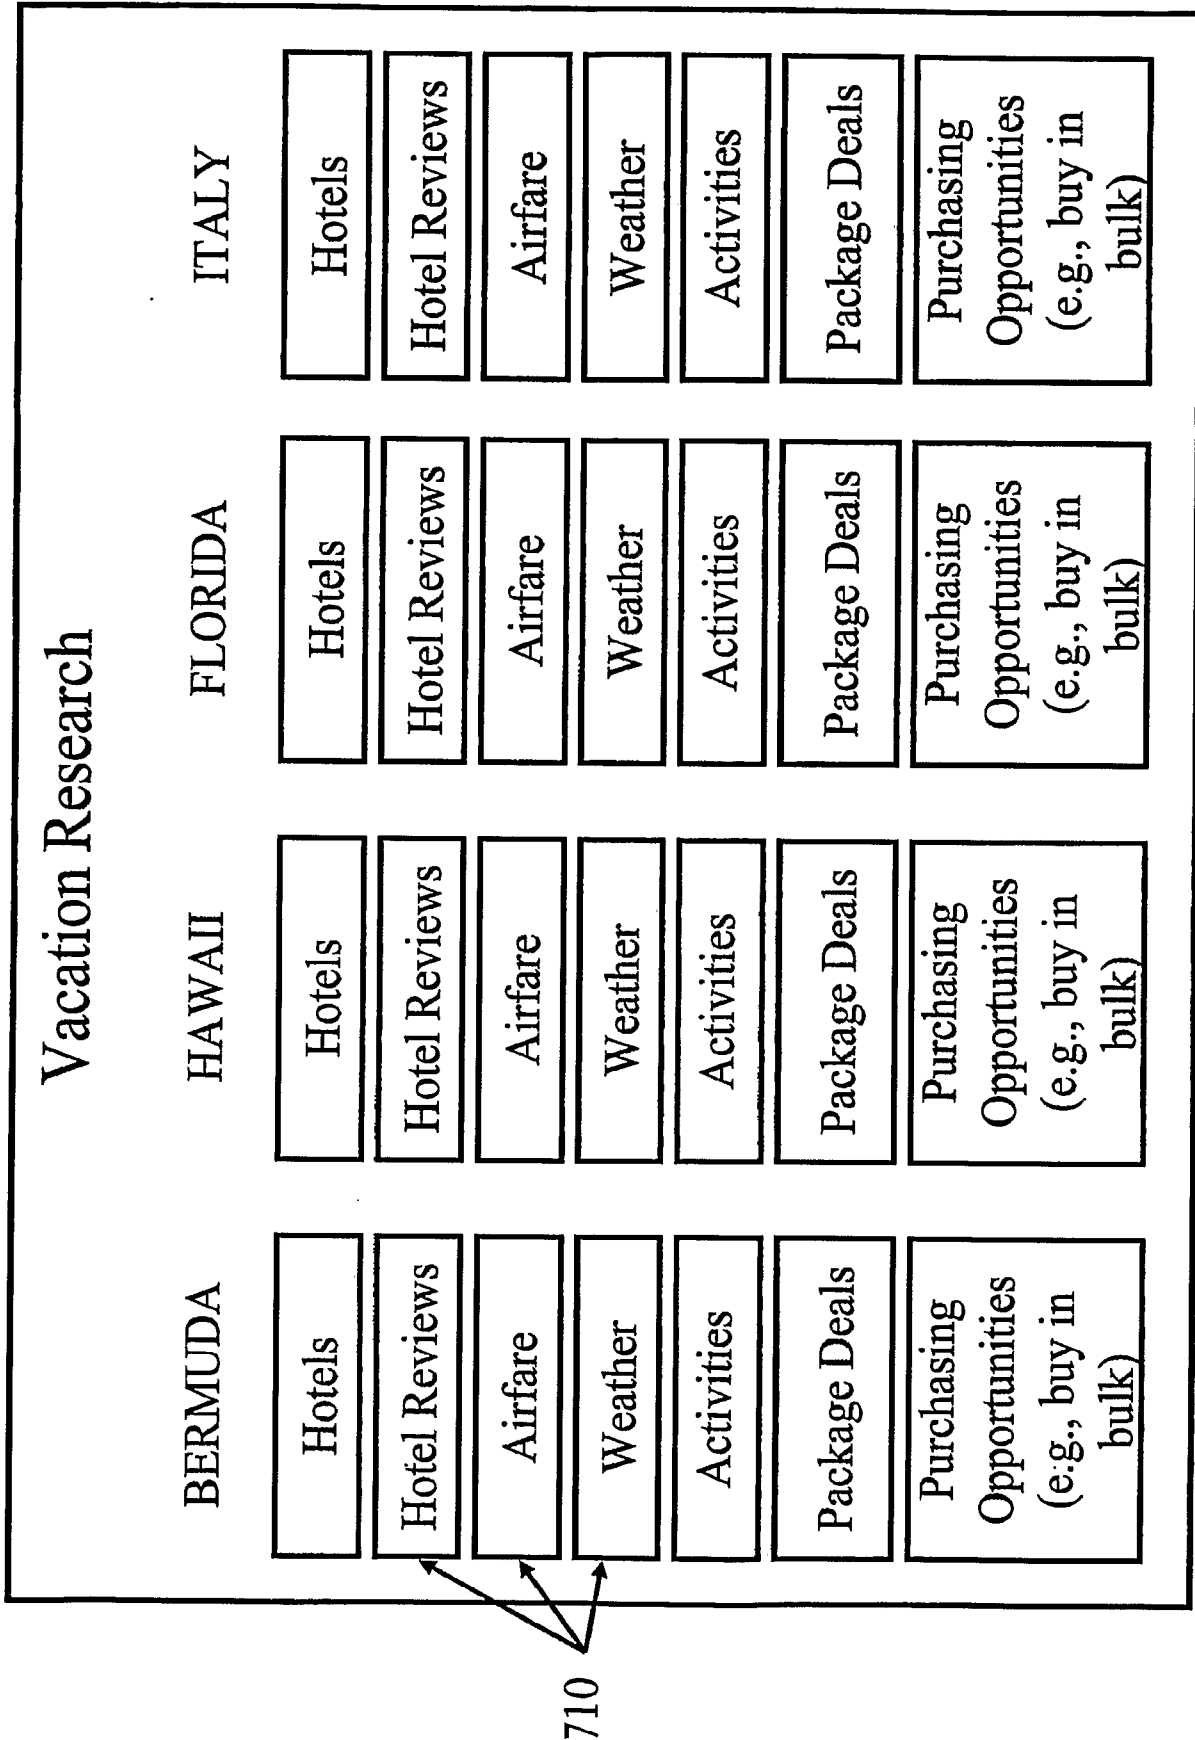 Vacation Research
BERMUDA
HAWAII
FLORIDA
ITALY
Hotels
Hotels
Hotels
Hotels
Hotel Reviews
Hotel Reviews
Hotel Reviews
Hotel Reviews
Airfare
Airfare
Airfare
Airfare
Weather
Weather
Weather
Weather
Activities
Activities
Activities
Activities
Package Deals
Package Deals
Package Deals
Package Deals
Purchasing
Opportunities
(e.g., buy in
bulk)
Purchasing
Opportunities
(e.g., buy in
bulk)
Purchasing
Opportunities
(e.g., buy in
bulk)
Purchasing
Opportunities
(e.g., buy in
bulk)
710